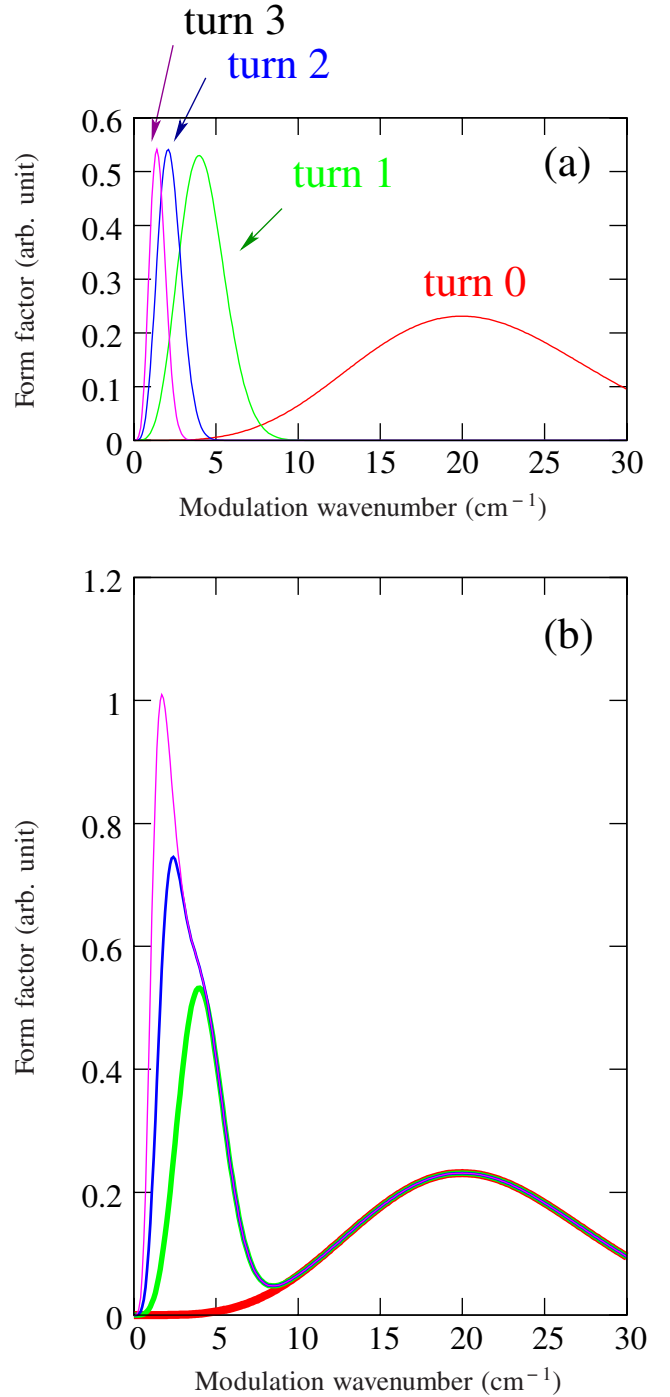 turn 3
turn 2
0.6
(a)
0.5
turn 1
0.4
0.3
turn 0
0.2
0.1
0
0 5 10 15 20 25 30
Form factor (arb. unit)
Modulation wavenumber (cm⁻¹)
1.2
(b)
1
0.8
0.6
0.4
0.2
0
0 5 10 15 20 25 30
Form factor (arb. unit)
Modulation wavenumber (cm⁻¹)